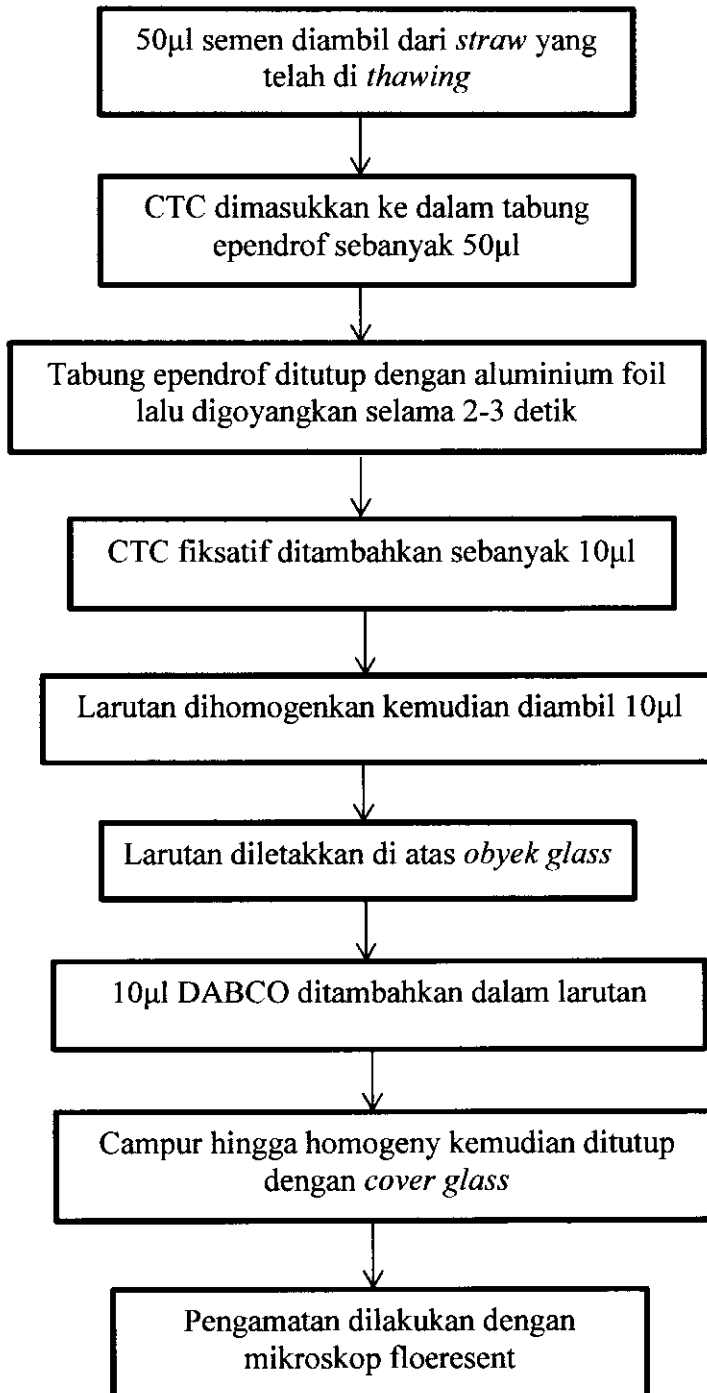 50µl semen diambil dari straw yang
telah di thawing
CTC dimasukkan ke dalam tabung
ependrof sebanyak 50µl
Tabung ependrof ditutup dengan aluminium foil
lalu digoyangkan selama 2-3 detik
CTC fiksatif ditambahkan sebanyak 10µl
Larutan dihomogenkan kemudian diambil 10µl
Larutan diletakkan di atas obyek glass
10µl DABCO ditambahkan dalam larutan
Campur hingga homogeny kemudian ditutup
dengan cover glass
Pengamatan dilakukan dengan
mikroskop floeresent